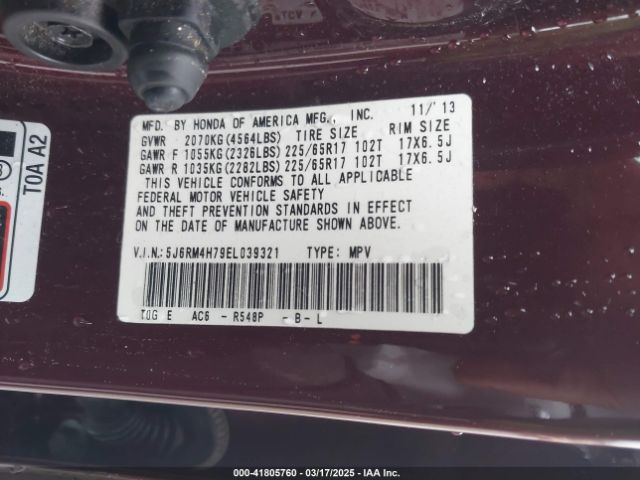 TCV
MFD. BY HONDA OF AMERICA MFG., INC. 11/'13
GVWR 2070KG(4564LBS) TIRE SIZE RIM SIZE
GAWR F 1055KG(2326LBS) 225/65R17 102T 17X6.5J
GAWR R 1035KG(2282LBS) 225/65R17 102T 17X6.5J
THIS VEHICLE CONFORMS TO ALL APPLICABLE
FEDERAL MOTOR VEHICLE SAFETY
AND THEFT PREVENTION STANDARDS IN EFFECT
ON THE DATE OF MANUFACTURE SHOWN ABOVE.
V.I.N.:5J6RM4H79EL039321 TYPE: MPV
T0G E AC6 - R548P - B - L
T0A A2
000-41805760 - 03/17/2025 - IAA Inc.